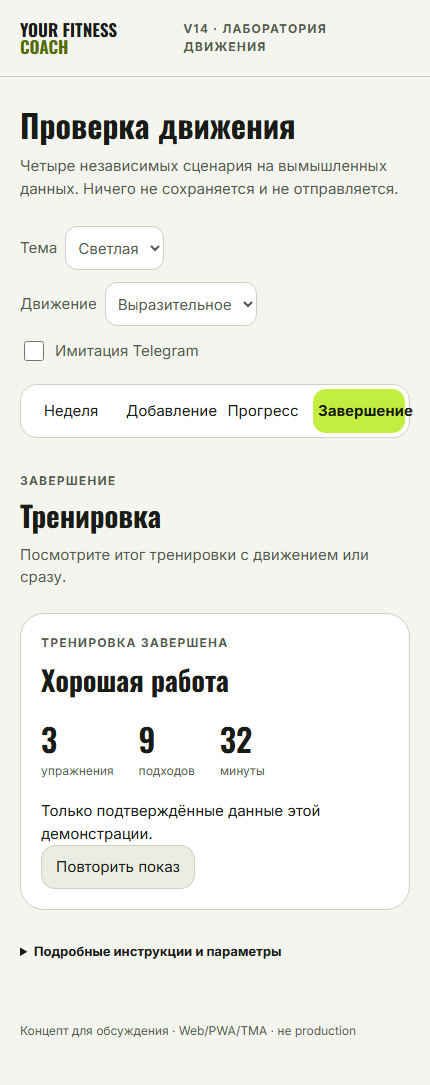 YOUR FITNESS
COACH
V14 · ЛАБОРАТОРИЯ
ДВИЖЕНИЯ
Проверка движения
Четыре независимых сценария на вымышленных
данных. Ничего не сохраняется и не отправляется.
Тема Светлая
Движение Выразительное
Имитация Telegram
Неделя Добавление Прогресс Завершение
ЗАВЕРШЕНИЕ
Тренировка
Посмотрите итог тренировки с движением или
сразу.
ТРЕНИРОВКА ЗАВЕРШЕНА
Хорошая работа
3 9 32
упражнения подходов минуты
Только подтверждённые данные этой
демонстрации.
Повторить показ
Подробные инструкции и параметры
Концепт для обсуждения · Web/PWA/TMA · не production